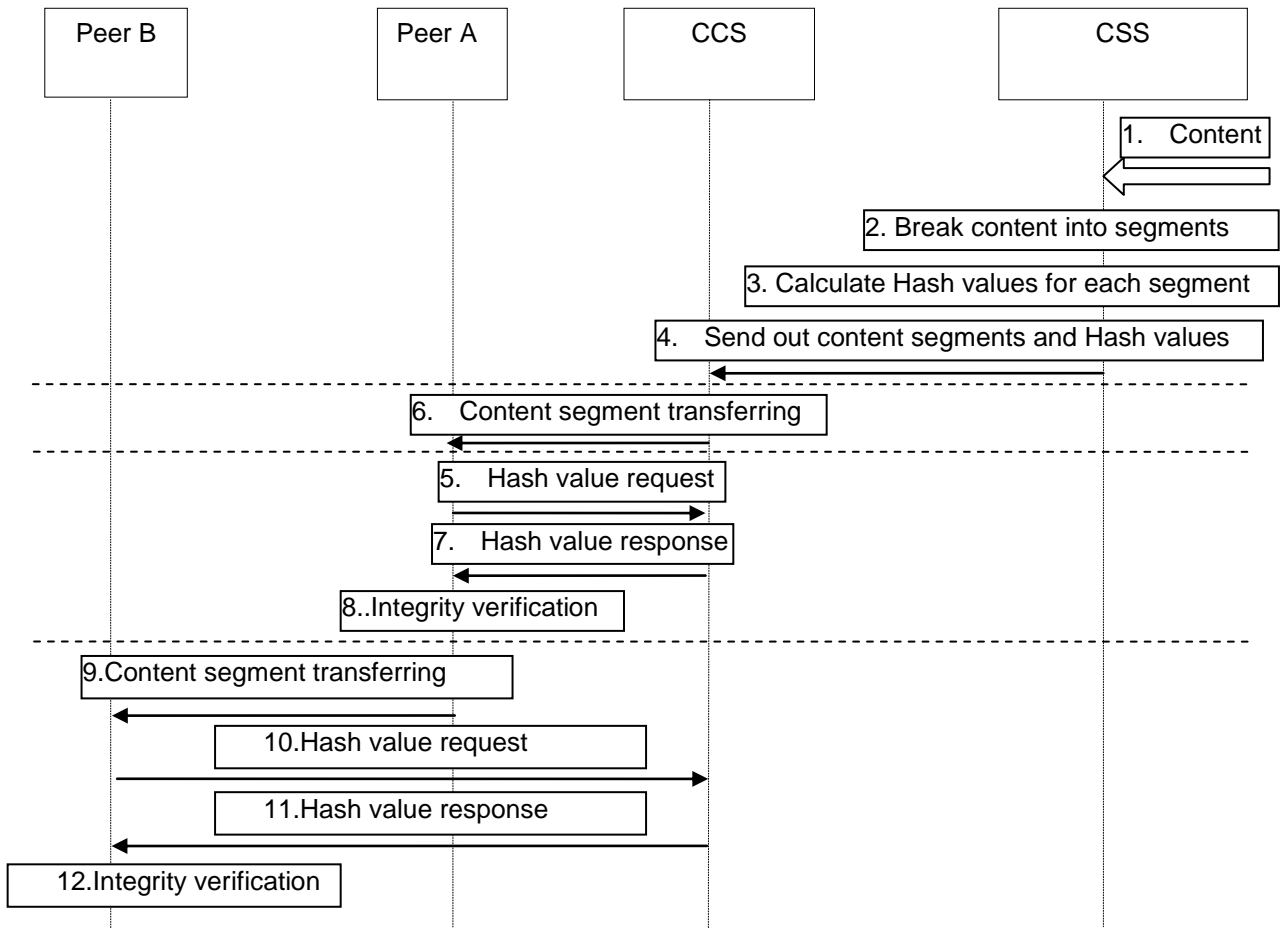 Peer B
Peer A
CCS
CSS
1. Content
2. Break content into segments
3. Calculate Hash values for each segment
4. Send out content segments and Hash values
6. Content segment transferring
5. Hash value request
7. Hash value response
8..Integrity verification
9.Content segment transferring
10.Hash value request
11.Hash value response
12.Integrity verification